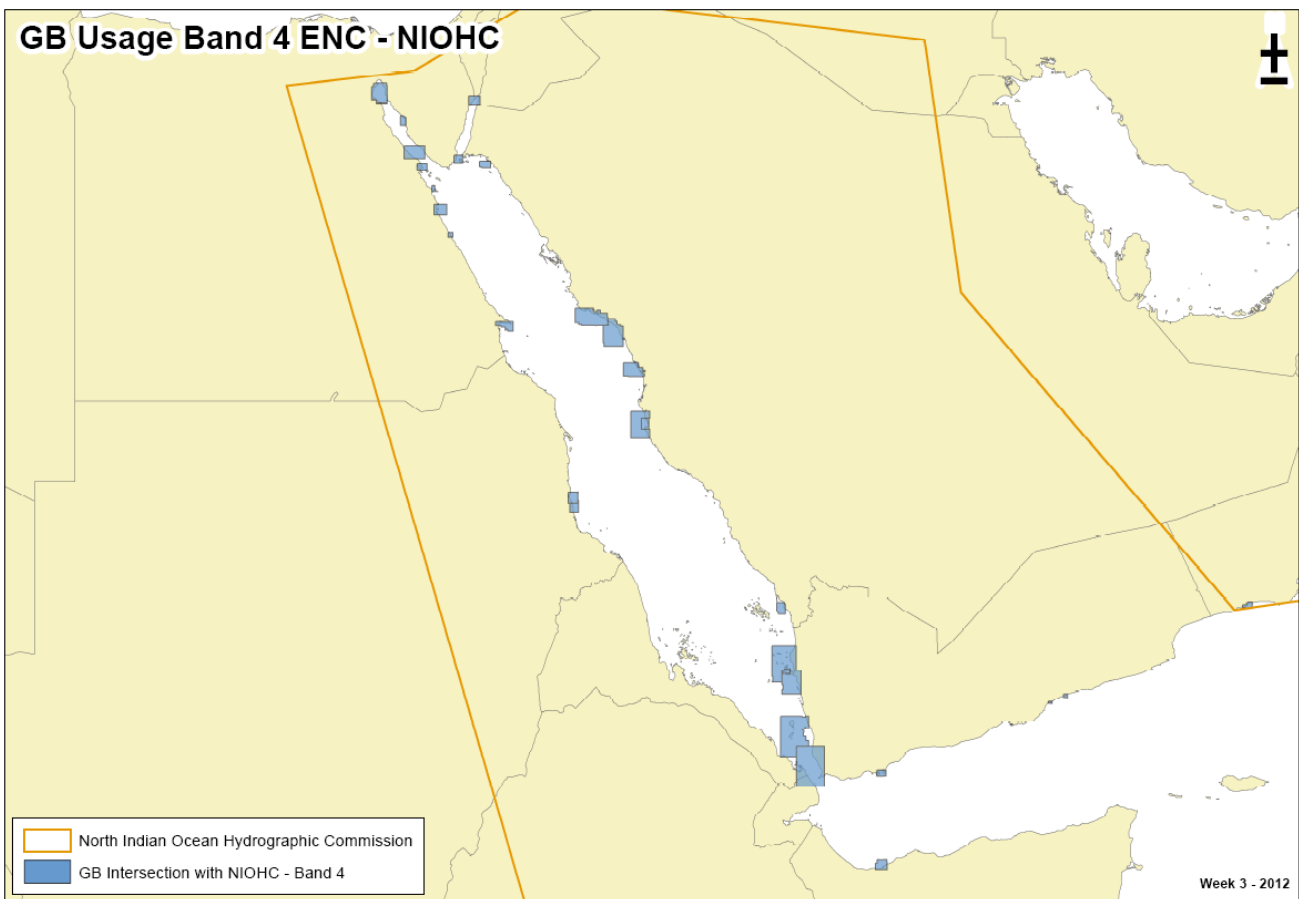 GB Usage Band 4 ENC - NIOHC
North Indian Ocean Hydrographic Commission
GB Intersection with NIOHC - Band 4
Week 3 - 2012